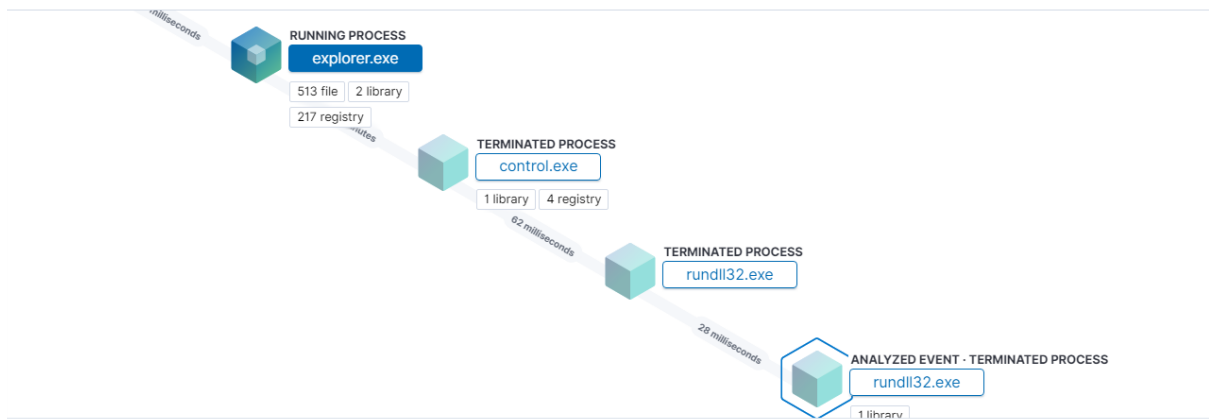 milliseconds
RUNNING PROCESS
explorer.exe
513 file 2 library
217 registry
TERMINATED PROCESS
control.exe
1 library 4 registry
62 milliseconds
TERMINATED PROCESS
rundll32.exe
28 milliseconds
ANALYZED EVENT · TERMINATED PROCESS
rundll32.exe
1 library